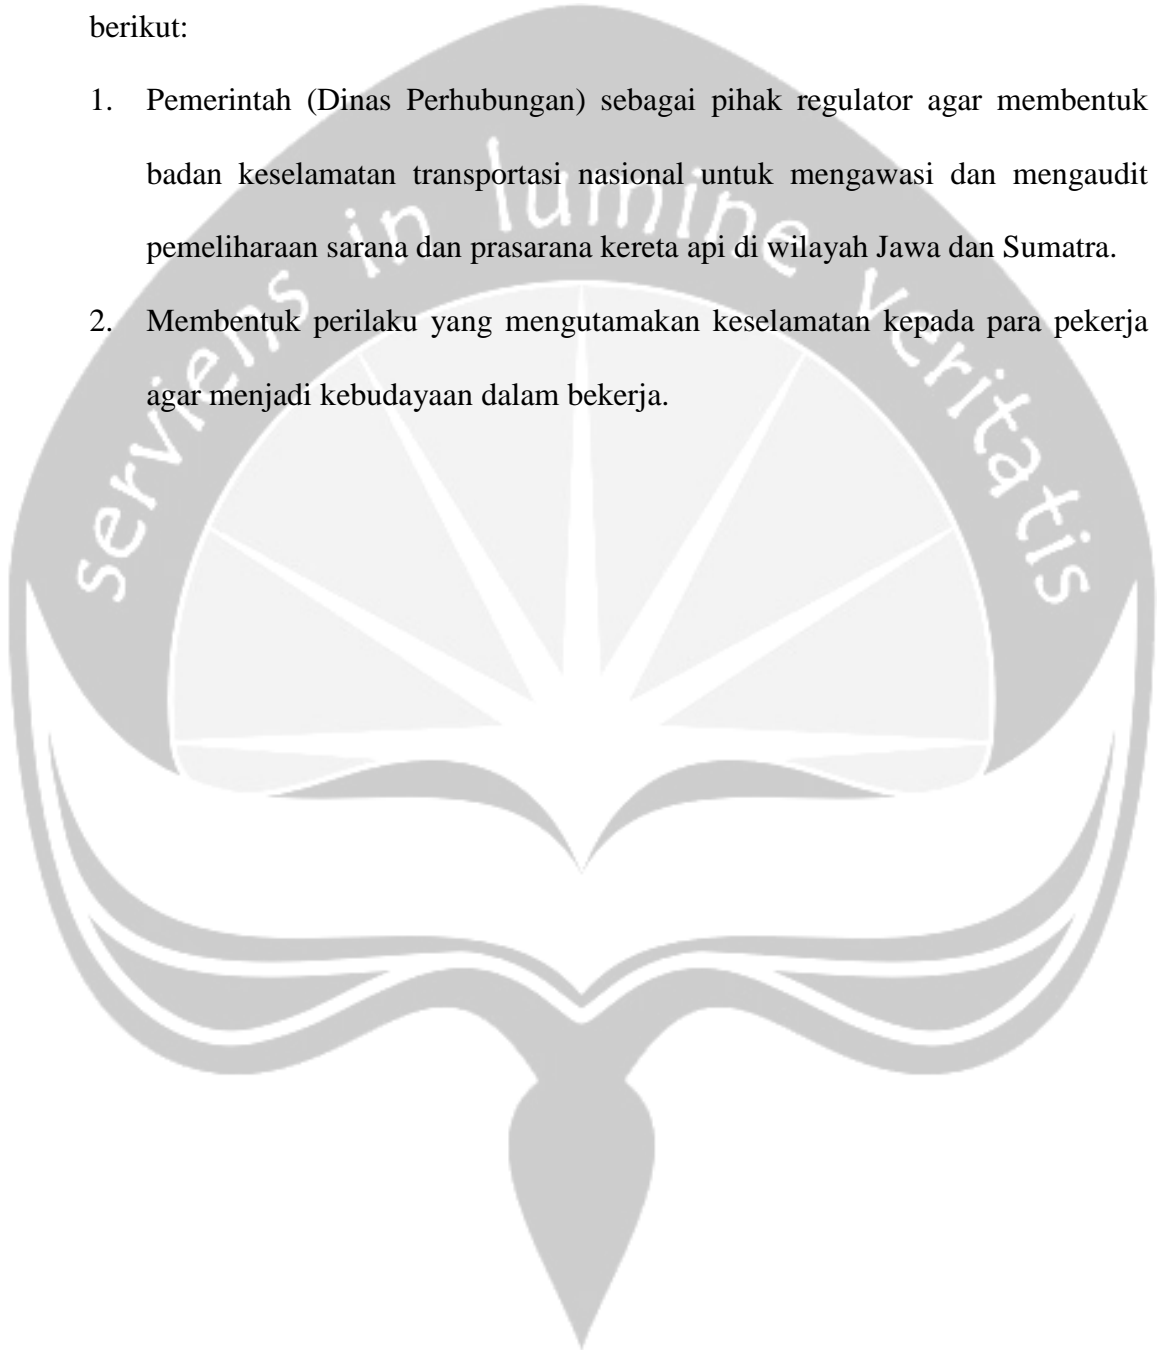 berikut:
1. Pemerintah (Dinas Perhubungan) sebagai pihak regulator agar membentuk
badan keselamatan transportasi nasional untuk mengawasi dan mengaudit
pemeliharaan sarana dan prasarana kereta api di wilayah Jawa dan Sumatra.
2. Membentuk perilaku yang mengutamakan keselamatan kepada para pekerja
agar menjadi kebudayaan dalam bekerja.
serviens in lumine veritatis